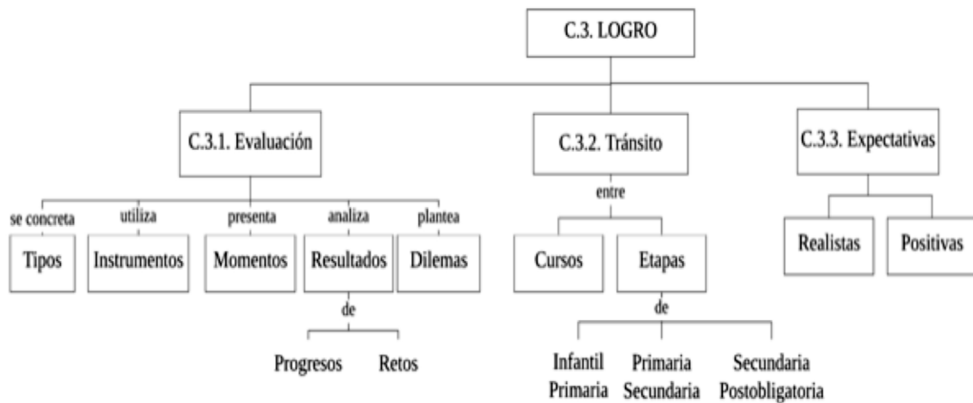 C.3. LOGRO
C.3.1. Evaluación
C.3.2. Tránsito
C.3.3. Expectativas
se concreta
utiliza
presenta
analiza
plantea
entre
Tipos
Instrumentos
Momentos
Resultados
Dilemas
Cursos
Etapas
Realistas
Positivas
de
de
Progresos
Retos
Infantil
Primaria
Primaria
Secundaria
Secundaria
Postobligatoria